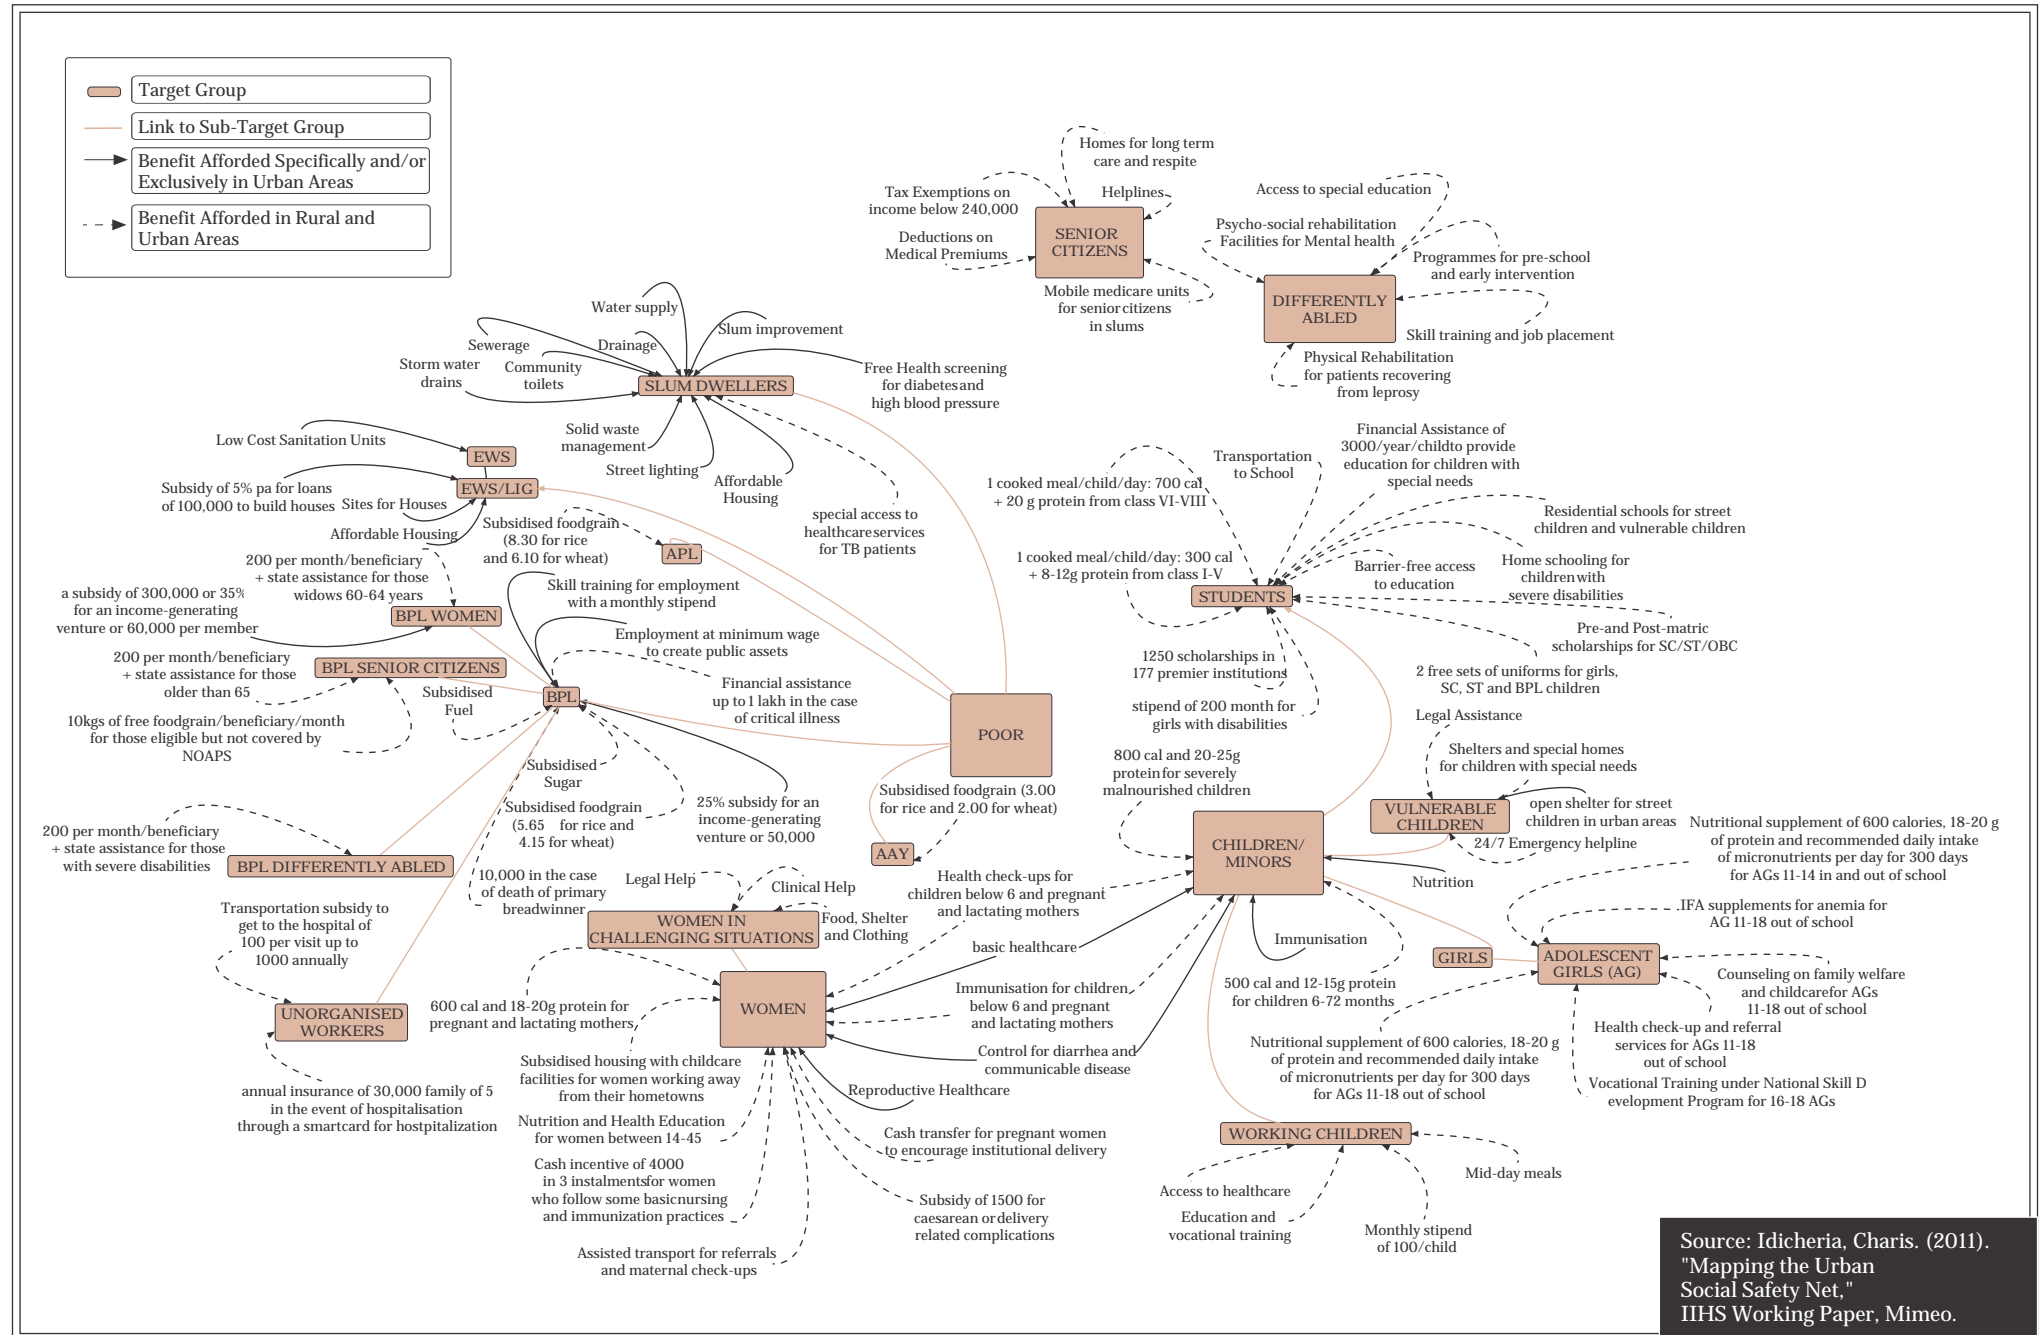 Target Group
Link to Sub-Target Group
Benefit Afforded Specifically and/or
Exclusively in Urban Areas
Benefit Afforded in Rural and
Urban Areas
Homes for long term
care and respite
Tax Exemptions on
income below 240,000
Helplines
Deductions on
Medical Premiums
SENIOR
CITIZENS
Mobile medicare units
for senior citizens
in slums
Access to special education
Psycho-social rehabilitation
Facilities for Mental health
Programmes for pre-school
and early intervention
DIFFERENTLY
ABLED
Skill training and job placement
Physical Rehabilitation
for patients recovering
from leprosy
Water supply
Slum improvement
Sewerage
Drainage
Storm water
drains
Community
toilets
Free Health screening
for diabetes and
high blood pressure
SLUM DWELLERS
Solid waste
management
Street lighting
Affordable
Housing
special access to
healthcare services
for TB patients
Low Cost Sanitation Units
EWS
EWS/LIG
Subsidy of 5% pa for loans
of 100,000 to build houses
Sites for Houses
Affordable Housing
Subsidised foodgrain
(8.30 for rice
and 6.10 for wheat)
APL
200 per month/beneficiary
+ state assistance for those
widows 60-64 years
a subsidy of 300,000 or 35%
for an income-generating
venture or 60,000 per member
BPL WOMEN
Skill training for employment
with a monthly stipend
Employment at minimum wage
to create public assets
200 per month/beneficiary
+ state assistance for those
older than 65
BPL SENIOR CITIZENS
Subsidised
Fuel
BPL
Financial assistance
up to 1 lakh in the case
of critical illness
10kgs of free foodgrain/beneficiary/month
for those eligible but not covered by
NOAPS
POOR
Subsidised
Sugar
Subsidised foodgrain
(5.65 for rice and
4.15 for wheat)
25% subsidy for an
income-generating
venture or 50,000
Subsidised foodgrain (3.00
for rice and 2.00 for wheat)
AAY
200 per month/beneficiary
+ state assistance for those
with severe disabilities
BPL DIFFERENTLY ABLED
10,000 in the case
of death of primary
breadwinner
Transportation subsidy to
get to the hospital of
100 per visit up to
1000 annually
UNORGANISED
WORKERS
annual insurance of 30,000 family of 5
in the event of hospitalisation
through a smartcard for hostpitalization
Legal Help
Clinical Help
Food, Shelter
and Clothing
WOMEN IN
CHALLENGING SITUATIONS
Health check-ups for
children below 6 and pregnant
and lactating mothers
basic healthcare
600 cal and 18-20g protein for
pregnant and lactating mothers
WOMEN
Immunisation for children
below 6 and pregnant
and lactating mothers
Control for diarrhea and
communicable disease
Subsidised housing with childcare
facilities for women working away
from their hometowns
Reproductive Healthcare
Nutrition and Health Education
for women between 14-45
Cash transfer for pregnant women
to encourage institutional delivery
Cash incentive of 4000
in 3 instalments for women
who follow some basic nursing
and immunization practices
Subsidy of 1500 for
caesarean or delivery
related complications
Assisted transport for referrals
and maternal check-ups
Financial Assistance of
3000/year/child to provide
education for children with
special needs
Transportation
to School
1 cooked meal/child/day: 700 cal
+ 20 g protein from class VI-VIII
Residential schools for street
children and vulnerable children
1 cooked meal/child/day: 300 cal
+ 8-12g protein from class I-V
Barrier-free access
to education
Home schooling for
children with
severe disabilities
STUDENTS
Pre-and Post-matric
scholarships for SC/ST/OBC
1250 scholarships in
177 premier institutions
2 free sets of uniforms for girls,
SC, ST and BPL children
stipend of 200 month for
girls with disabilities
Legal Assistance
800 cal and 20-25g
protein for severely
malnourished children
Shelters and special homes
for children with special needs
VULNERABLE
CHILDREN
open shelter for street
children in urban areas
24/7 Emergency helpline
CHILDREN/
MINORS
Nutrition
Immunisation
500 cal and 12-15g protein
for children 6-72 months
Nutritional supplement of 600 calories, 18-20 g
of protein and recommended daily intake
of micronutrients per day for 300 days
for AGs 11-14 in and out of school
IFA supplements for anemia for
AG 11-18 out of school
GIRLS
ADOLESCENT
GIRLS (AG)
Counseling on family welfare
and childcare for AGs
11-18 out of school
Health check-up and referral
services for AGs 11-18
out of school
Nutritional supplement of 600 calories, 18-20 g
of protein and recommended daily intake
of micronutrients per day for 300 days
for AGs 11-18 out of school
Vocational Training under National Skill D
evelopment Program for 16-18 AGs
WORKING CHILDREN
Mid-day meals
Access to healthcare
Education and
vocational training
Monthly stipend
of 100/child
Source: Idicheria, Charis. (2011).
"Mapping the Urban
Social Safety Net,"
IIHS Working Paper, Mimeo.